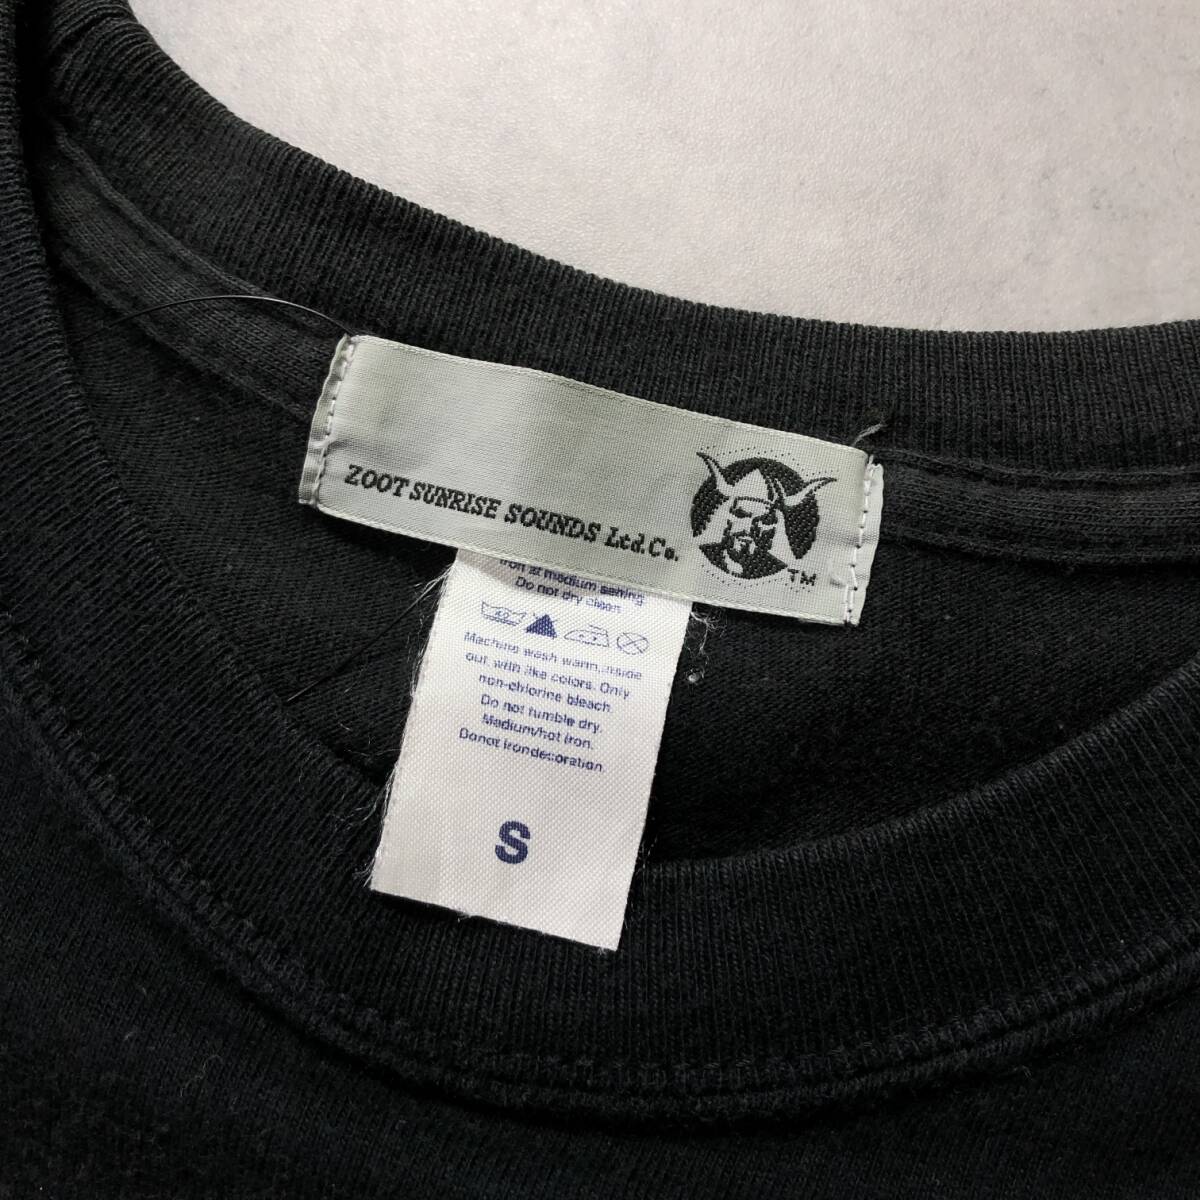 ZOOT SUNRISE SOUNDS Ltd. Co.
TM
Iron at medium setting
Do not dry clean
40
Machine wash warm, inside
out, with like colors. Only
non-chlorine bleach.
Do not tumble dry.
Medium/hot iron.
Donot irondecoration.
S